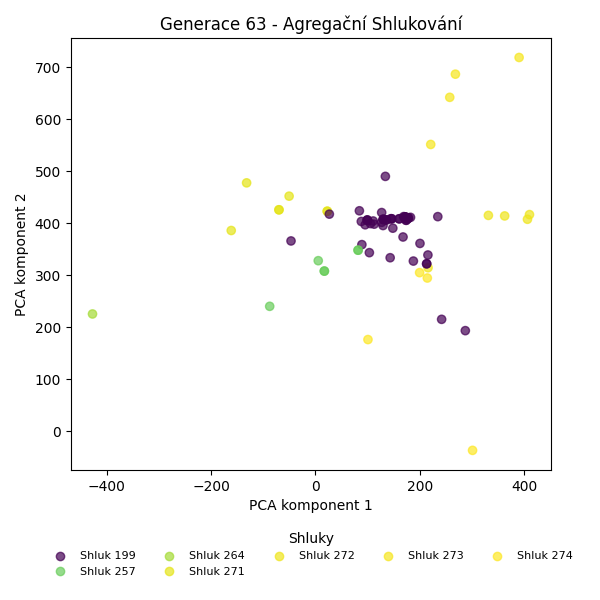 Generace 63 - Agregační Shlukování
700
600
500
400
300
200
100
0
PCA komponent 2
−400 −200 0 200 400
PCA komponent 1
Shluky
Shluk 199 Shluk 264 Shluk 272 Shluk 273 Shluk 274
Shluk 257 Shluk 271